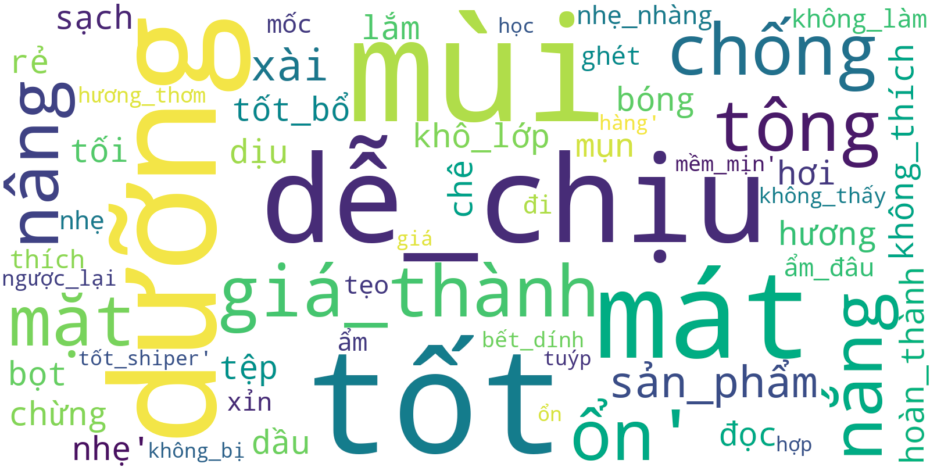 sạch
mốc
lắm
học
nhẹ_nhàng
không_làm
rẻ
hương_thơm
dưỡng
xài
mùi
ghét
chống
nâng
tốt_bổ
khô_lớp
bóng
hàng'
mụn
tông
không_thích
tối
dịu
dễ_chịu
chê
mềm_mịn'
hơi
đi
không_thấy
nhẹ
giá
hương
thích
ngược_lại
giá_thành
tẹo
mát
ẩm_đâu
mặt
ẩm
bết_dính
nắng
hoàn_thành
tốt_shiper'
tệp
tốt
tuýp
bọt
xỉn
sản_phẩm
chừng
dầu
ổn
ổn'
đọc
hợp
nhẹ'
không_bị